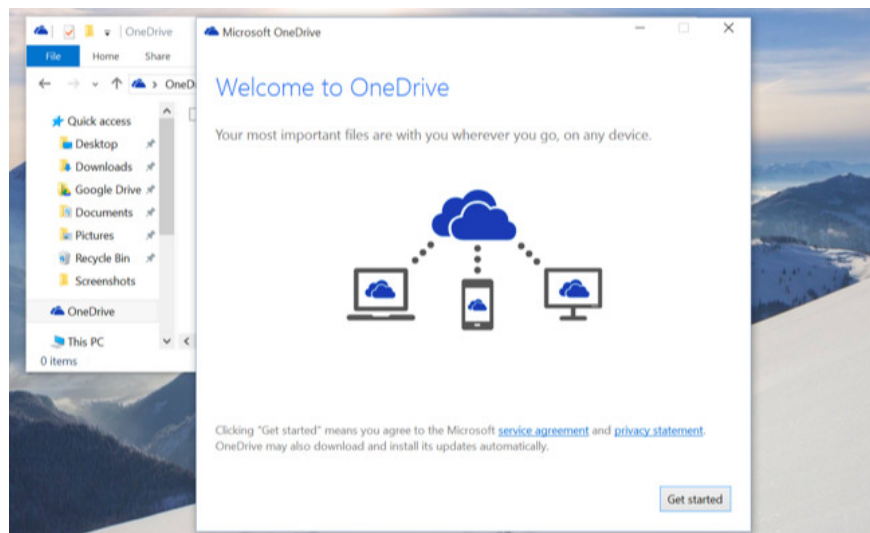 OneDrive
File Home Share
OneD
Quick access
Desktop
Downloads
Google Drive
Documents
Pictures
Recycle Bin
Screenshots
OneDrive
This PC
0 items
Microsoft OneDrive
Welcome to OneDrive
Your most important files are with you wherever you go, on any device.
Clicking "Get started" means you agree to the Microsoft service agreement and privacy statement.
OneDrive may also download and install its updates automatically.
Get started